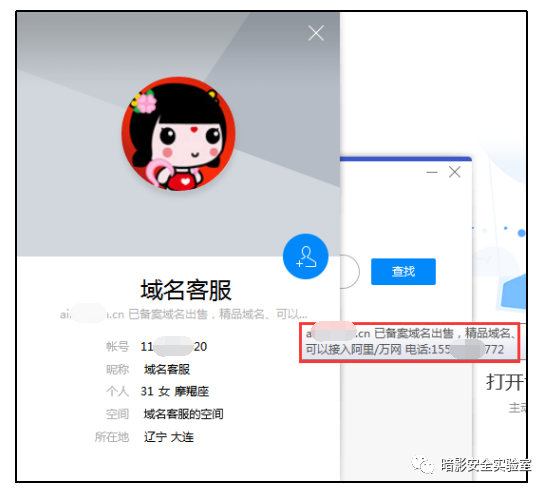 域名客服
ai .cn 已备案域名出售，精品域名、可以...
帐号 11 20
昵称 域名客服
个人 31 女 摩羯座
空间 域名客服的空间
所在地 辽宁 大连
查找
a .cn 已备案域名出售，精品域名、
可以接入阿里/万网 电话:155 772
打开
主动
暗影安全实验室